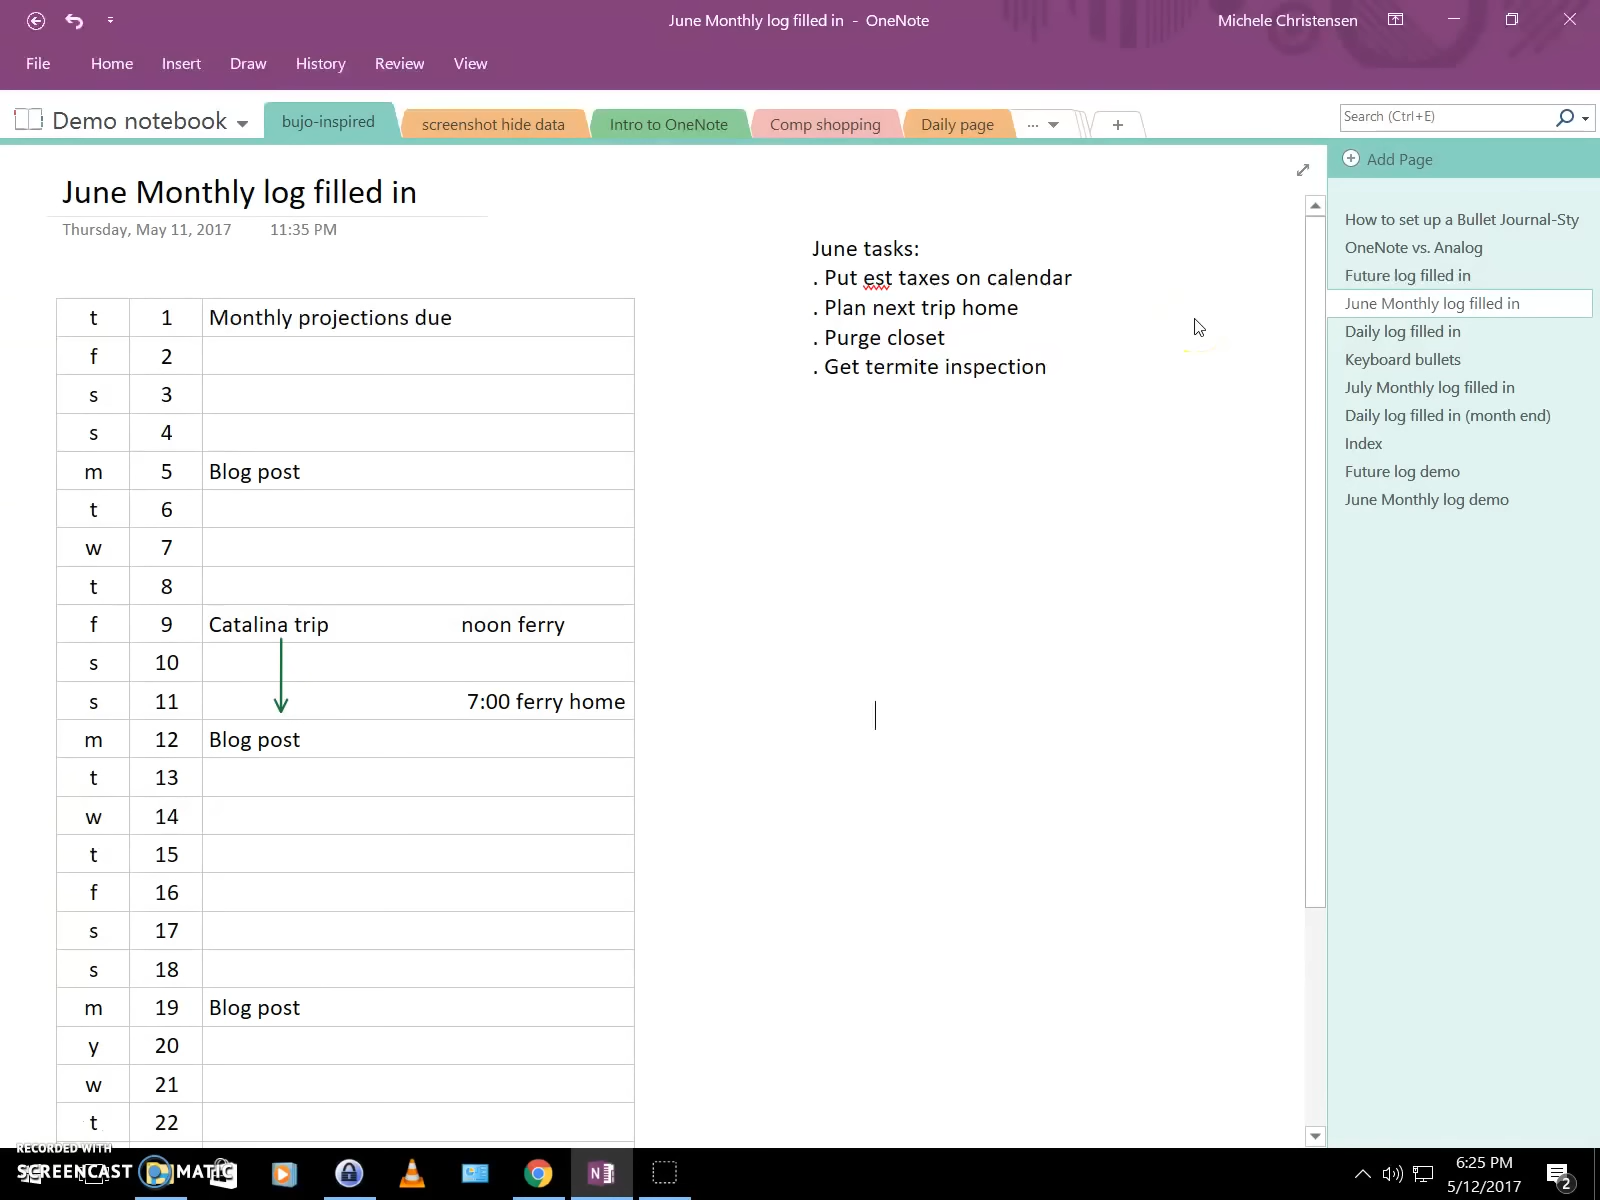 June Monthly log filled in - OneNote
Michele Christensen
File Home Insert Draw History Review View
Demo notebook
bujo-inspired
screenshot hide data
Intro to OneNote
Comp shopping
Daily page
...
+
Search (Ctrl+E)
Add Page
June Monthly log filled in
Thursday, May 11, 2017 11:35 PM
t 1 Monthly projections due
f 2
s 3
s 4
m 5 Blog post
t 6
w 7
t 8
f 9 Catalina trip noon ferry
s 10
s 11 7:00 ferry home
m 12 Blog post
t 13
w 14
t 15
f 16
s 17
s 18
m 19 Blog post
y 20
w 21
t 22
June tasks:
. Put est taxes on calendar
. Plan next trip home
. Purge closet
. Get termite inspection
How to set up a Bullet Journal-Sty
OneNote vs. Analog
Future log filled in
June Monthly log filled in
Daily log filled in
Keyboard bullets
July Monthly log filled in
Daily log filled in (month end)
Index
Future log demo
June Monthly log demo
RECORDED WITH
SCREENCAST MATIC
N
6:25 PM
5/12/2017
2